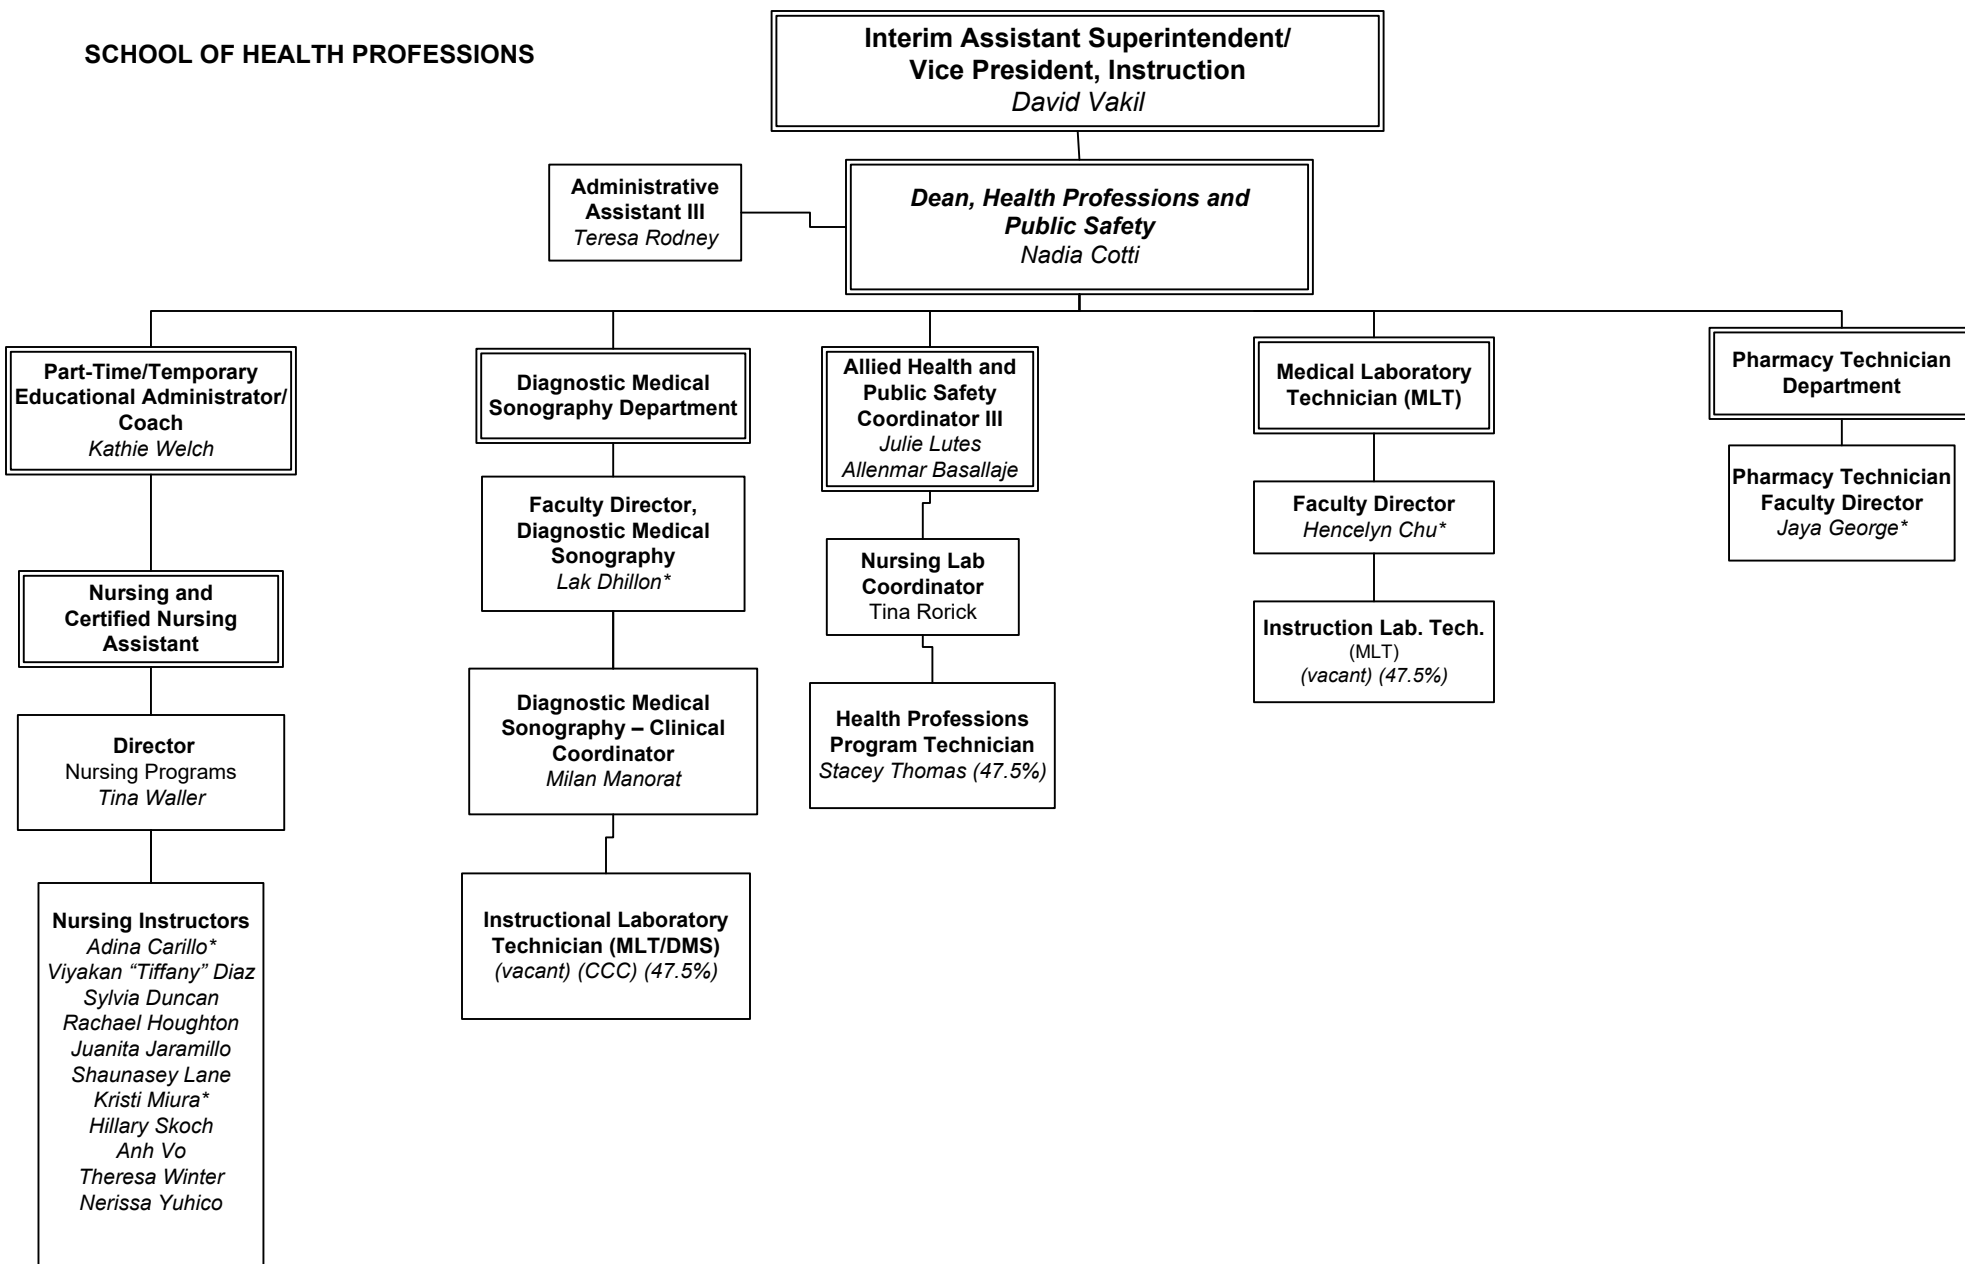 SCHOOL OF HEALTH PROFESSIONS
Interim Assistant Superintendent/
Vice President, Instruction
David Vakil
Administrative
Assistant III
Teresa Rodney
Dean, Health Professions and
Public Safety
Nadia Cotti
Part-Time/Temporary
Educational Administrator/
Coach
Kathie Welch
Nursing and
Certified Nursing
Assistant
Director
Nursing Programs
Tina Waller
Nursing Instructors
Adina Carillo*
Viyakan “Tiffany” Diaz
Sylvia Duncan
Rachael Houghton
Juanita Jaramillo
Shaunasey Lane
Kristi Miura*
Hillary Skoch
Anh Vo
Theresa Winter
Nerissa Yuhico
Diagnostic Medical
Sonography Department
Faculty Director,
Diagnostic Medical
Sonography
Lak Dhillon*
Diagnostic Medical
Sonography – Clinical
Coordinator
Milan Manorat
Instructional Laboratory
Technician (MLT/DMS)
(vacant) (CCC) (47.5%)
Allied Health and
Public Safety
Coordinator III
Julie Lutes
Allenmar Basallaje
Nursing Lab
Coordinator
Tina Rorick
Health Professions
Program Technician
Stacey Thomas (47.5%)
Medical Laboratory
Technician (MLT)
Faculty Director
Hencelyn Chu*
Instruction Lab. Tech.
(MLT)
(vacant) (47.5%)
Pharmacy Technician
Department
Pharmacy Technician
Faculty Director
Jaya George*